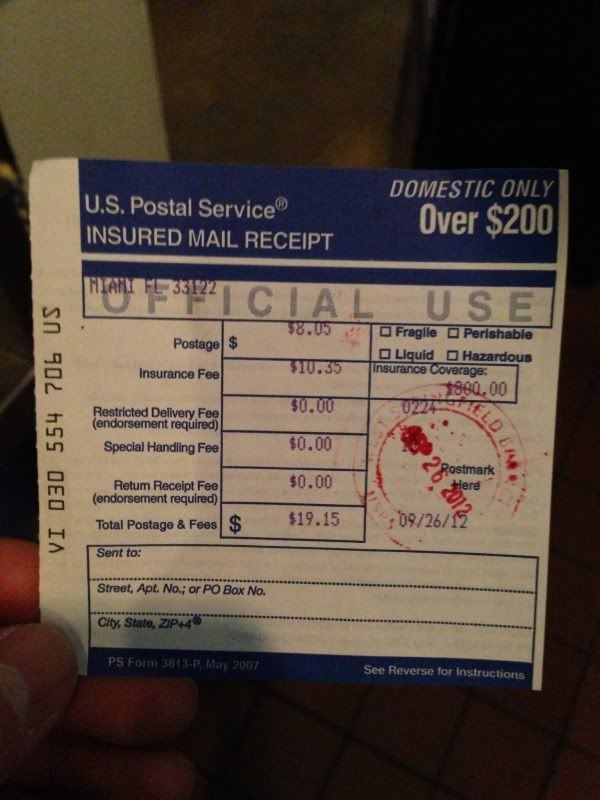 U.S. Postal Service®
INSURED MAIL RECEIPT
DOMESTIC ONLY
Over $200
OFFICIAL USE
MIAMI FL 33122
Postage $ $8.05
Insurance Fee $10.35
Restricted Delivery Fee
(endorsement required) $0.00
Special Handling Fee $0.00
Return Receipt Fee
(endorsement required) $0.00
Total Postage & Fees $ $19.15
☐ Fragile ☐ Perishable
☐ Liquid ☐ Hazardous
Insurance Coverage:
$800.00
0224
26 2012
Postmark
Here
09/26/12
Sent to:
Street, Apt. No.; or PO Box No.
City, State, ZIP+4®
PS Form 3813-P, May 2007
See Reverse for Instructions
VI 030 554 706 US